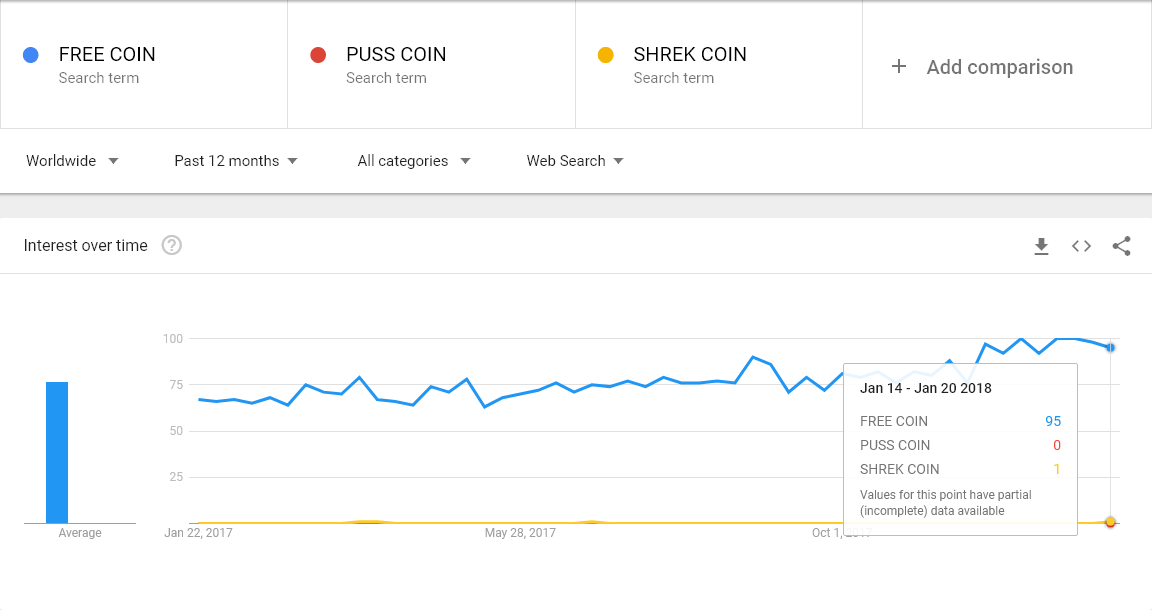 FREE COIN
Search term
PUSS COIN
Search term
SHREK COIN
Search term
+ Add comparison
Worldwide
Past 12 months
All categories
Web Search
Interest over time ?
100
75
50
25
Jan 14 - Jan 20 2018
FREE COIN 95
PUSS COIN 0
SHREK COIN 1
Values for this point have partial
(incomplete) data available
Average
Jan 22, 2017
May 28, 2017
Oct 1,